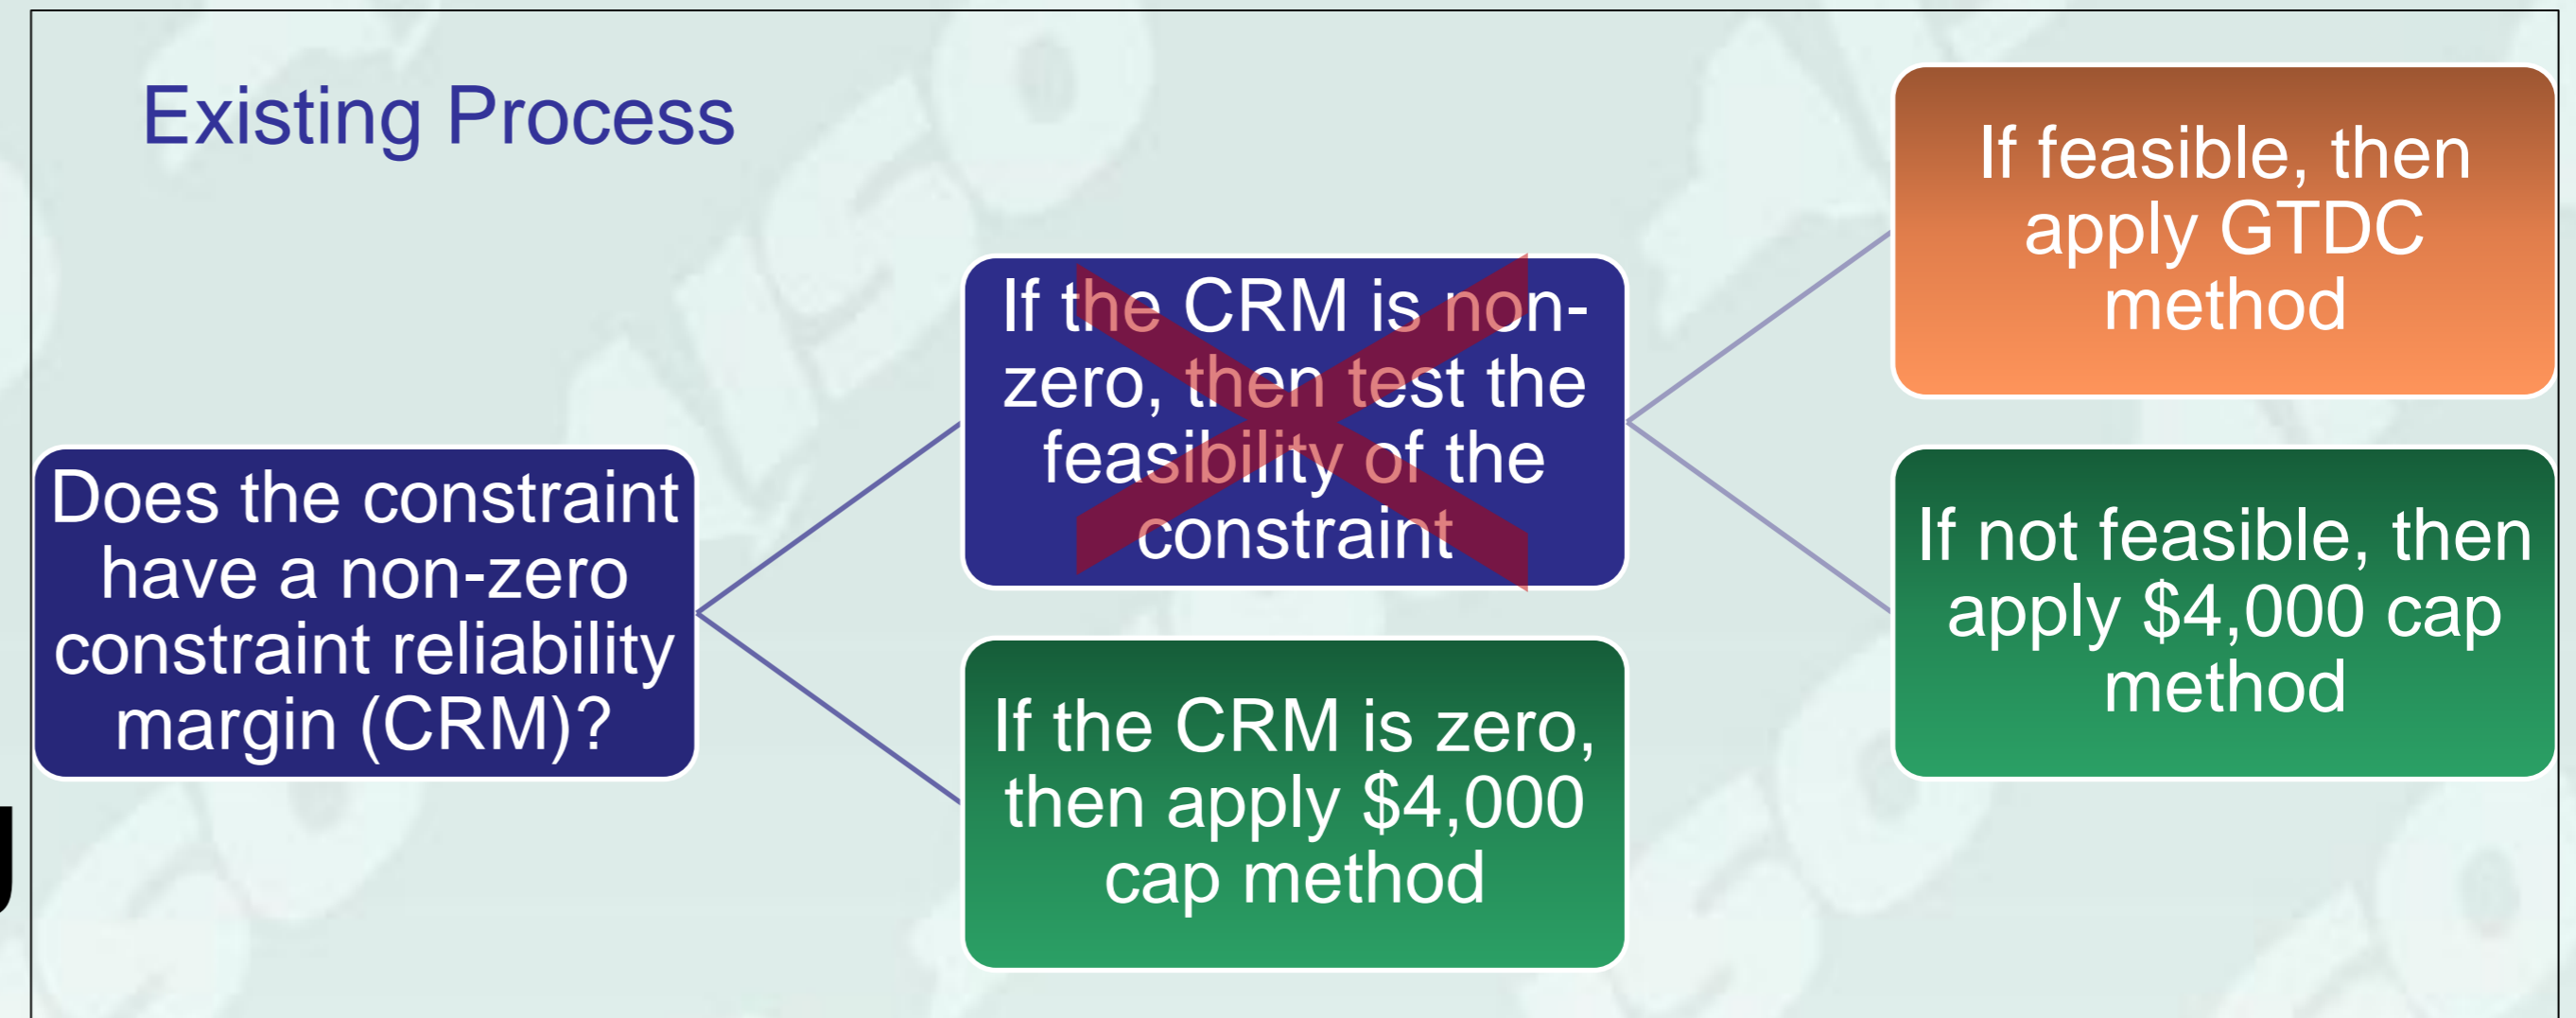 Existing Process
Does the constraint
have a non-zero
constraint reliability
margin (CRM)?
If the CRM is non-
zero, then test the
feasibility of the
constraint
If the CRM is zero,
then apply $4,000
cap method
If feasible, then
apply GTDC
method
If not feasible, then
apply $4,000 cap
method